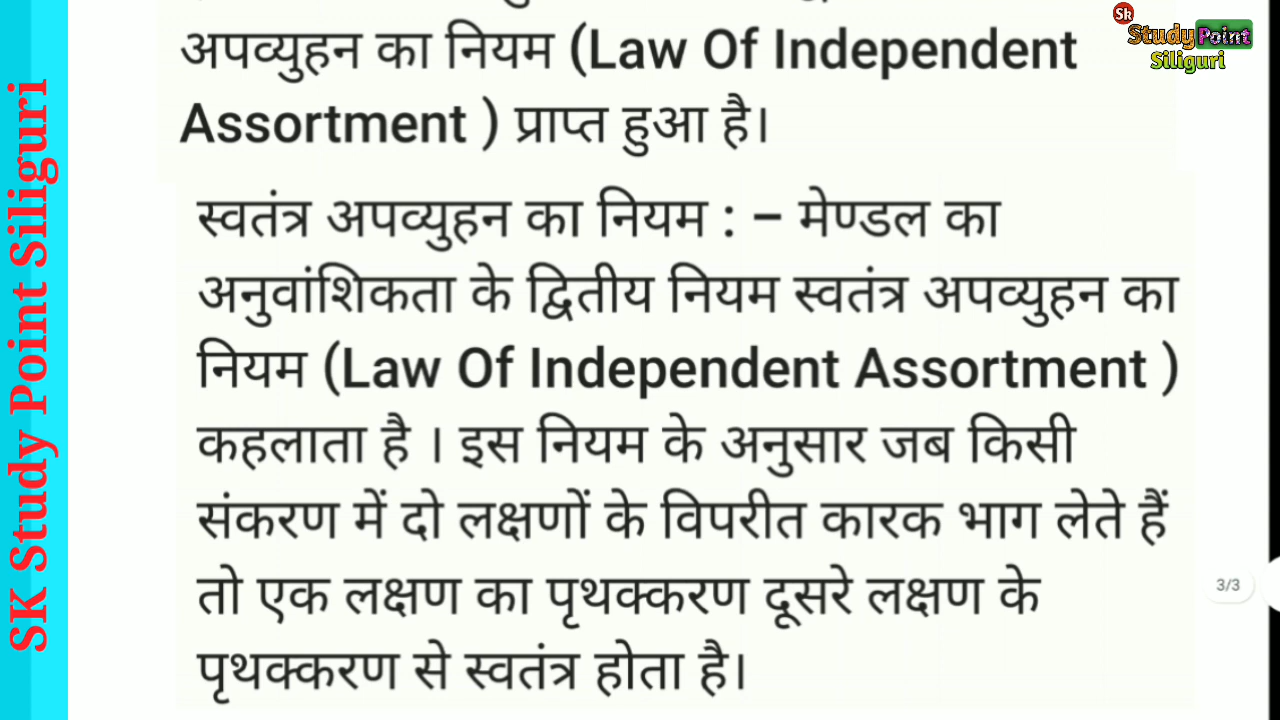 अपव्युहन का नियम (Law Of Independent
Assortment ) प्राप्त हुआ है।
स्वतंत्र अपव्युहन का नियम : – मेण्डल का
अनुवांशिकता के द्वितीय नियम स्वतंत्र अपव्युहन का
नियम (Law Of Independent Assortment )
कहलाता है । इस नियम के अनुसार जब किसी
संकरण में दो लक्षणों के विपरीत कारक भाग लेते हैं
तो एक लक्षण का पृथक्करण दूसरे लक्षण के
पृथक्करण से स्वतंत्र होता है।
SK Study Point Siliguri
Sk
Study Point
Siliguri
3/3